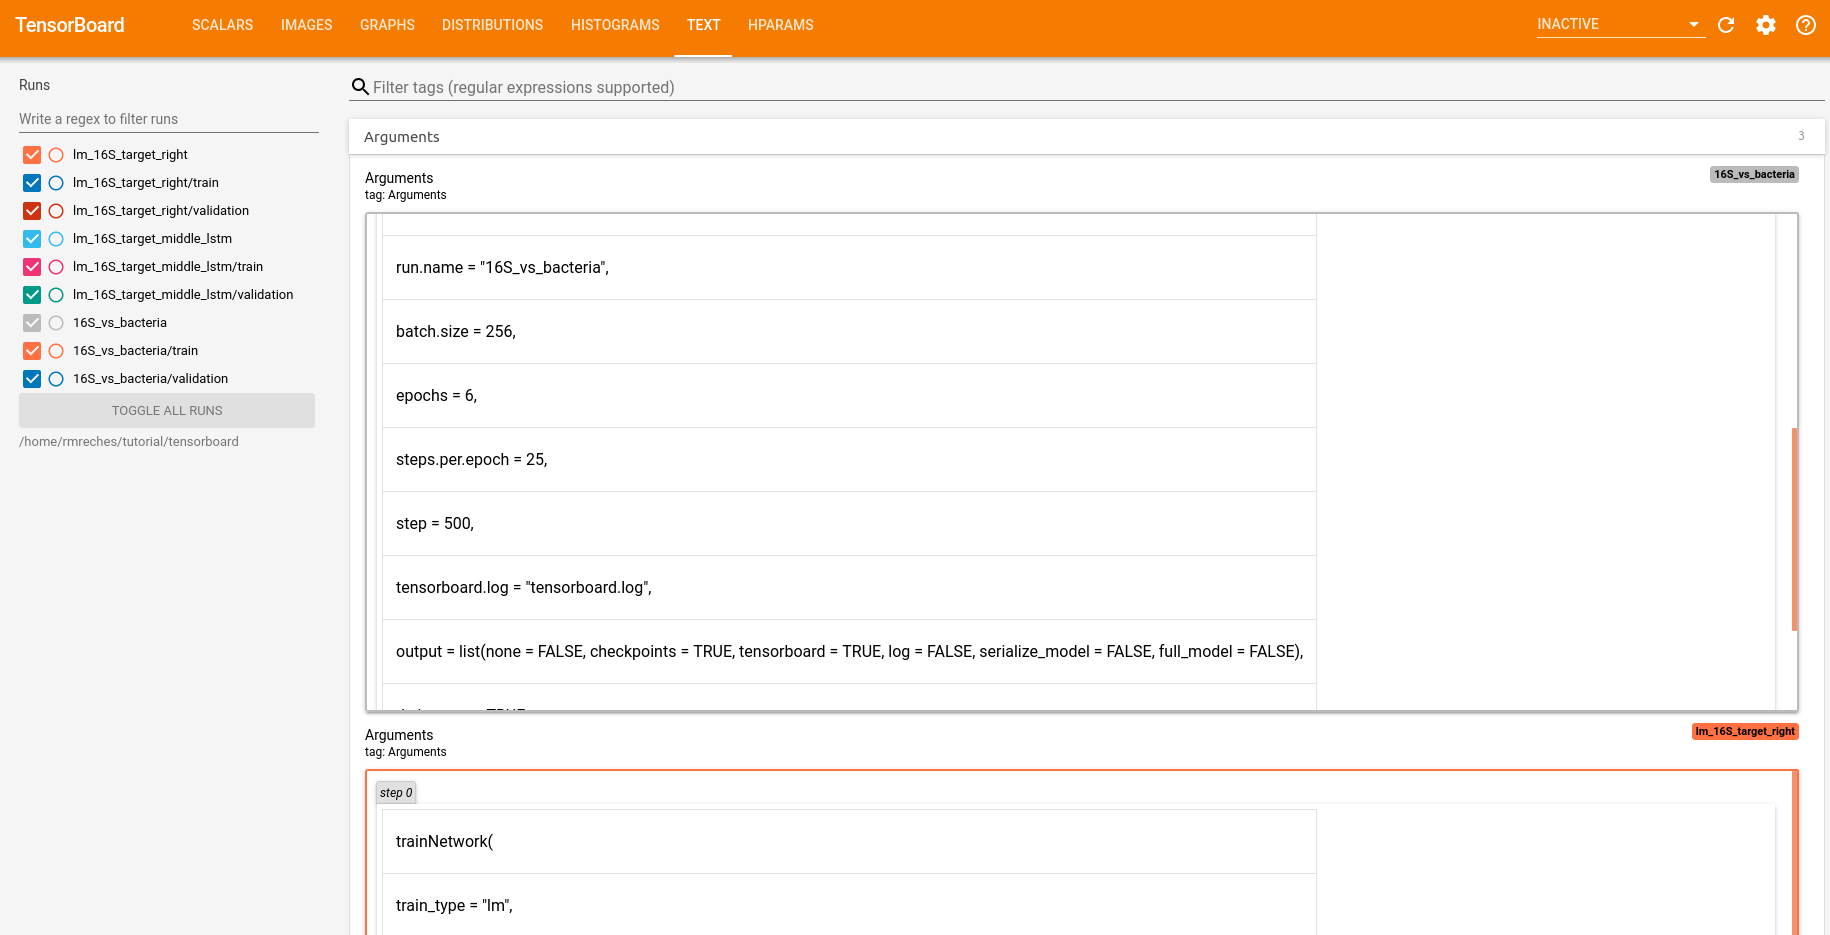 TensorBoard
SCALARS IMAGES GRAPHS DISTRIBUTIONS HISTOGRAMS TEXT HPARAMS
INACTIVE
Runs
Write a regex to filter runs
lm_16S_target_right
lm_16S_target_right/train
lm_16S_target_right/validation
lm_16S_target_middle_lstm
lm_16S_target_middle_lstm/train
lm_16S_target_middle_lstm/validation
16S_vs_bacteria
16S_vs_bacteria/train
16S_vs_bacteria/validation
TOGGLE ALL RUNS
/home/rmreches/tutorial/tensorboard
Filter tags (regular expressions supported)
Arguments 3
Arguments 16S_vs_bacteria
tag: Arguments
run.name = "16S_vs_bacteria",
batch.size = 256,
epochs = 6,
steps.per.epoch = 25,
step = 500,
tensorboard.log = "tensorboard.log",
output = list(none = FALSE, checkpoints = TRUE, tensorboard = TRUE, log = FALSE, serialize_model = FALSE, full_model = FALSE),
Arguments lm_16S_target_right
tag: Arguments
step 0
trainNetwork(
train_type = "lm",